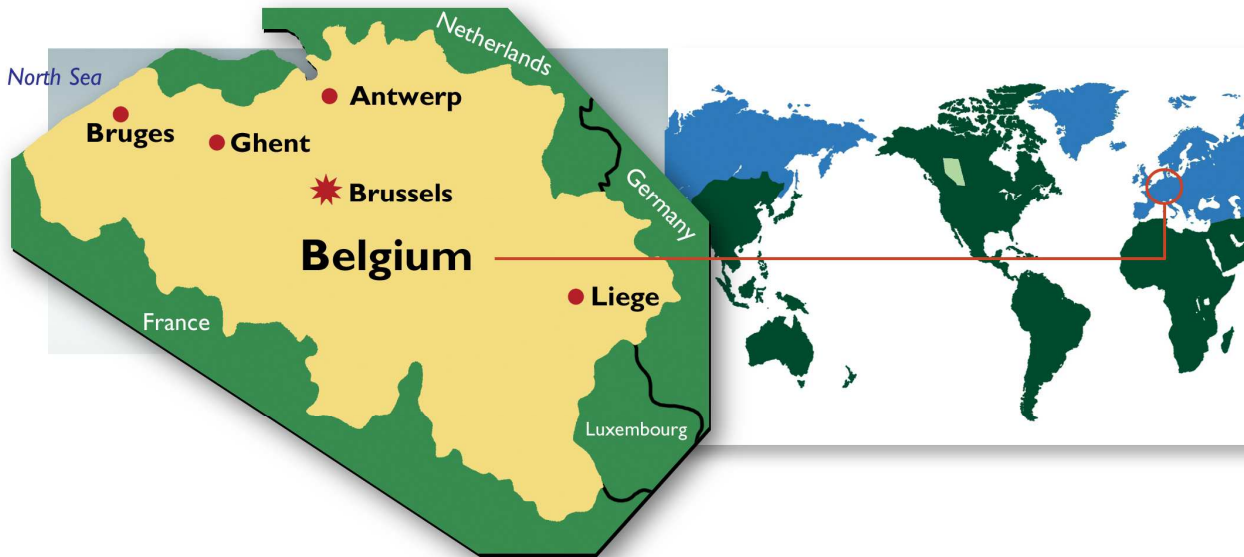 Netherlands
North Sea
Antwerp
Bruges
Ghent
Brussels
Germany
Belgium
Liege
France
Luxembourg